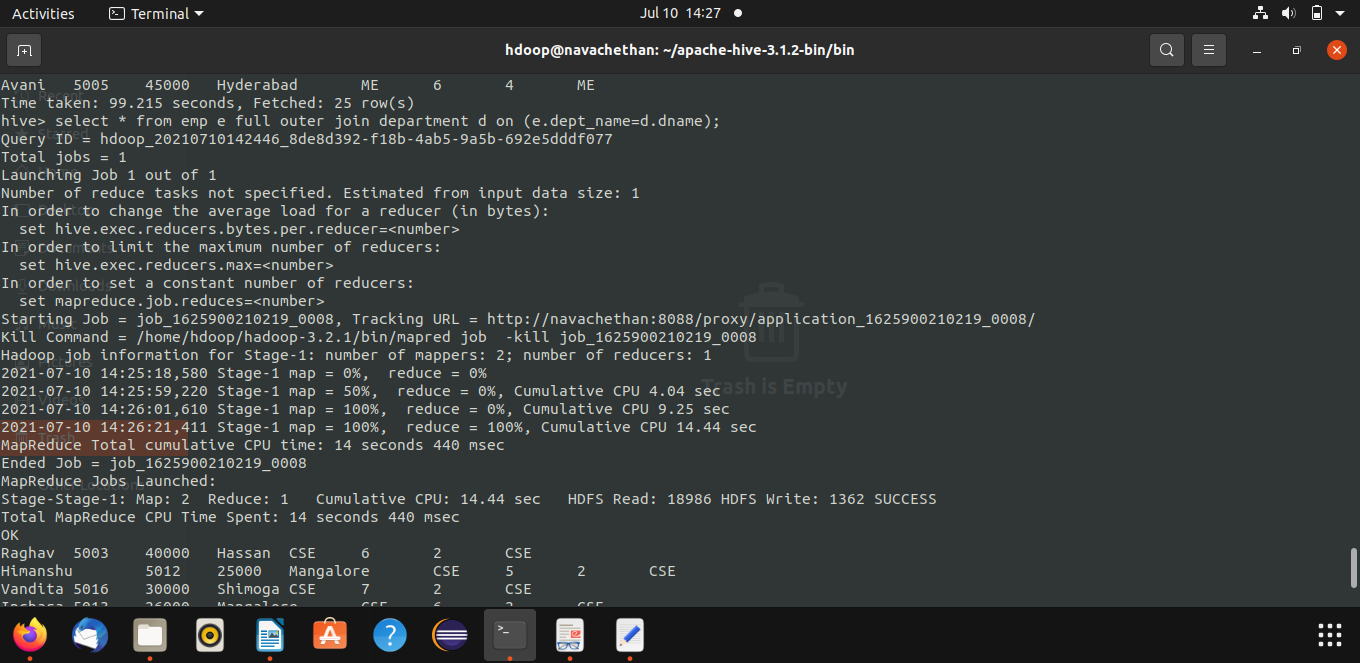 Activities Terminal Jul 10 14:27
hdoop@navachethan: ~/apache-hive-3.1.2-bin/bin
Avani 5005 45000 Hyderabad ME 6 4 ME
Time taken: 99.215 seconds, Fetched: 25 row(s)
hive> select * from emp e full outer join department d on (e.dept_name=d.dname);
Query ID = hdoop_20210710142446_8de8d392-f18b-4ab5-9a5b-692e5dddf077
Total jobs = 1
Launching Job 1 out of 1
Number of reduce tasks not specified. Estimated from input data size: 1
In order to change the average load for a reducer (in bytes):
set hive.exec.reducers.bytes.per.reducer=<number>
In order to limit the maximum number of reducers:
set hive.exec.reducers.max=<number>
In order to set a constant number of reducers:
set mapreduce.job.reduces=<number>
Starting Job = job_1625900210219_0008, Tracking URL = http://navachethan:8088/proxy/application_1625900210219_0008/
Kill Command = /home/hdoop/hadoop-3.2.1/bin/mapred job -kill job_1625900210219_0008
Hadoop job information for Stage-1: number of mappers: 2; number of reducers: 1
2021-07-10 14:25:18,580 Stage-1 map = 0%, reduce = 0%
2021-07-10 14:25:59,220 Stage-1 map = 50%, reduce = 0%, Cumulative CPU 4.04 sec
Trash is Empty
2021-07-10 14:26:01,610 Stage-1 map = 100%, reduce = 0%, Cumulative CPU 9.25 sec
2021-07-10 14:26:21,411 Stage-1 map = 100%, reduce = 100%, Cumulative CPU 14.44 sec
MapReduce Total cumulative CPU time: 14 seconds 440 msec
Ended Job = job_1625900210219_0008
MapReduce Jobs Launched:
Stage-Stage-1: Map: 2 Reduce: 1 Cumulative CPU: 14.44 sec HDFS Read: 18986 HDFS Write: 1362 SUCCESS
Total MapReduce CPU Time Spent: 14 seconds 440 msec
OK
Raghav 5003 40000 Hassan CSE 6 2 CSE
Himanshu 5012 25000 Mangalore CSE 5 2 CSE
Vandita 5016 30000 Shimoga CSE 7 2 CSE